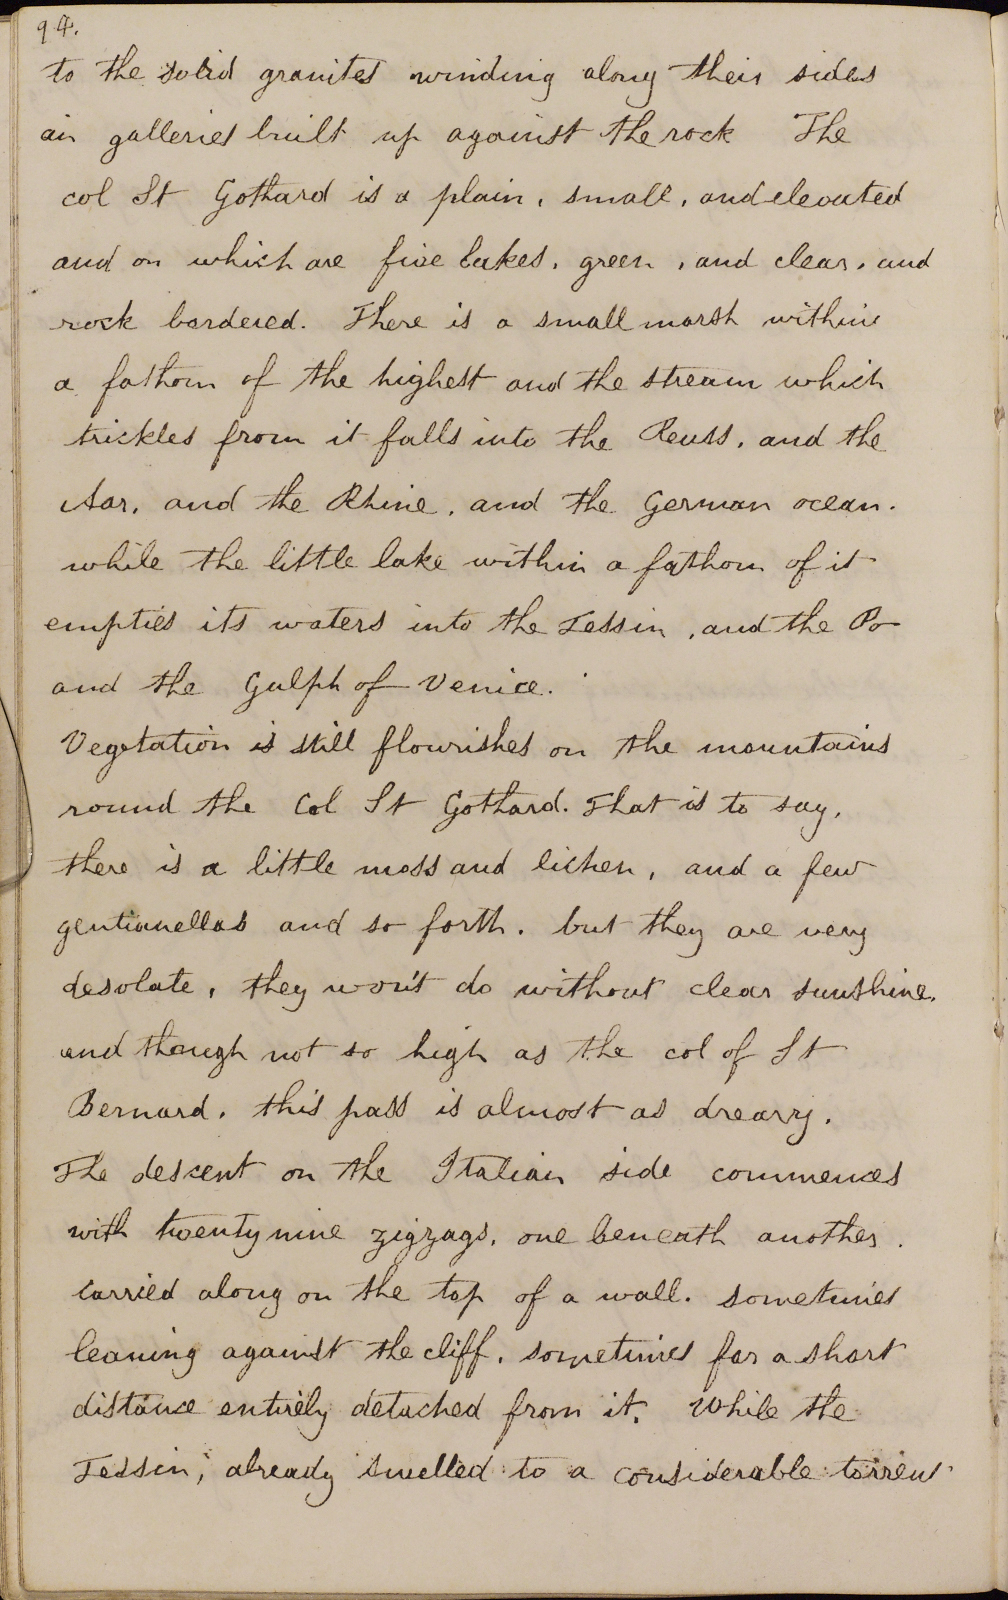 94.
to the solid granites winding along their sides
in galleries built up against the rock The
col St Gothard is a plain, small, and elevated
and on which are five lakes, green, and clear, and
rock bordered. There is a small marsh within
a fathom of the highest and the stream which
trickles from it falls into the Reuss, and the
Aar, and the Rhine, and the German ocean.
while the little lake within a fathom of it
empties its waters into the Tessin, and the Po
and the Gulph of Venice.
Vegetation is still flourishes on the mountains
round the Col St Gothard. That is to say,
there is a little moss and lichen, and a few
gentianellas and so forth. but they are very
desolate, they won't do without clear sunshine,
and though not so high as the col of St
Bernard, this pass is almost as dreary.
The descent on the Italian side commences
with twenty nine zigzags, one beneath another.
Carried along on the top of a wall. sometimes
leaning against the cliff, sometimes for a short
distance entirely detached from it. While the
Tessin, already swelled to a considerable torrent